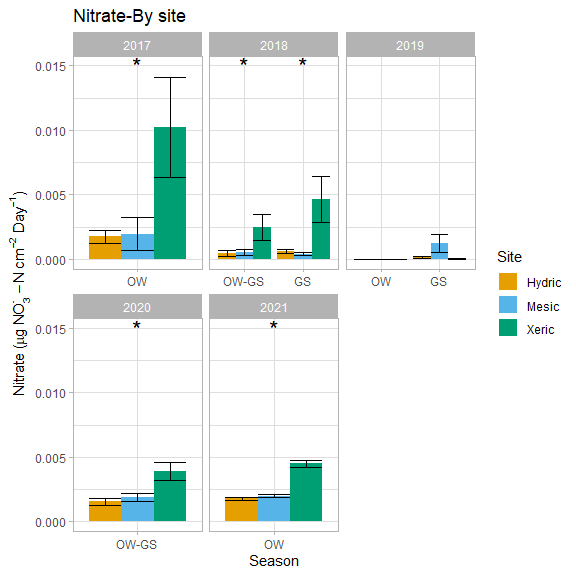 Nitrate-By site
2017
2018
2019
0.015
0.010
0.005
0.000
* * *
OW
OW-GS GS
OW GS
2020
2021
0.015
0.010
0.005
0.000
* *
OW-GS
OW
Season
Nitrate (μg NO₃⁻ – N cm⁻² Day⁻¹)
Site
Hydric
Mesic
Xeric